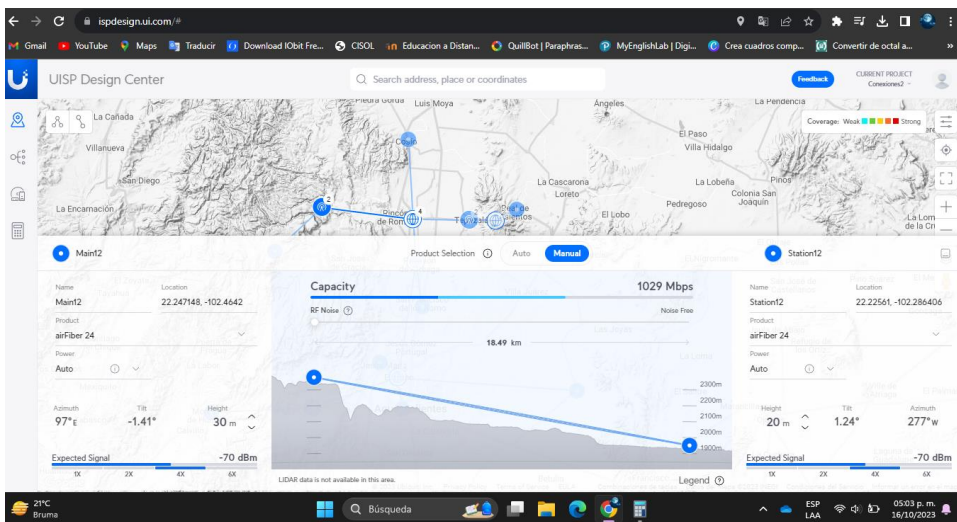 ispdesign.ui.com/#
Gmail YouTube Maps Traducir Download IObit Fre... CISOL Educacion a Distan... QuillBot | Paraphras... MyEnglishLab | Digi... Crea cuadros comp... Convertir de octal a... »
UISP Design Center
Search address, place or coordinates
Feedback
CURRENT PROJECT
Conexiones2
La Cañada
Luis Moya
Angeles
La Pendencia
Coverage: Weak Strong
Villanueva
El Paso
Villa Hidalgo
San Diego
La Cascarona
Loreto
La Lobeña
Pinos
Colonia San
Joaquin
Pedregoso
La Encarnación
2
4
El Lobo
Main12
Product Selection Auto Manual
Station12
Name
Main12
Location
22.247148, -102.4642
Product
airFiber 24
Power
Auto
Azimuth
97°E
Tilt
-1.41°
Height
30 m
Expected Signal
-70 dBm
1X 2X 4X 6X
Capacity
1029 Mbps
RF Noise
Noise Free
18.49 km
2300m
2200m
2100m
2000m
1900m
LIDAR data is not available in this area.
Legend
Name
Station12
Location
22.22561, -102.286406
Product
airFiber 24
Power
Auto
Height
20 m
Tilt
1.24°
Azimuth
277°W
Expected Signal
-70 dBm
1X 2X 4X 6X
21°C
Bruma
Búsqueda
ESP
LAA
05:03 p. m.
16/10/2023